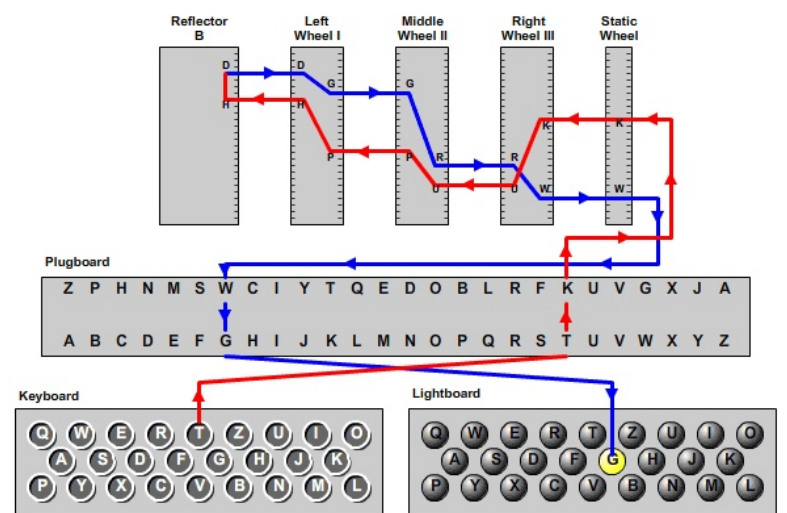 Reflector B
Left Wheel I
Middle Wheel II
Right Wheel III
Static Wheel
D D
G G
H H
K K
P P R R
U U W W
Plugboard
Z P H N M S W C I Y T Q E D O B L R F K U V G X J A
A B C D E F G H I J K L M N O P Q R S T U V W X Y Z
Keyboard
Q W E R T Z U I O
A S D F G H J K
P Y X C V B N M L
Lightboard
Q W E R T Z U I O
A S D F G H J K
P Y X C V B N M L